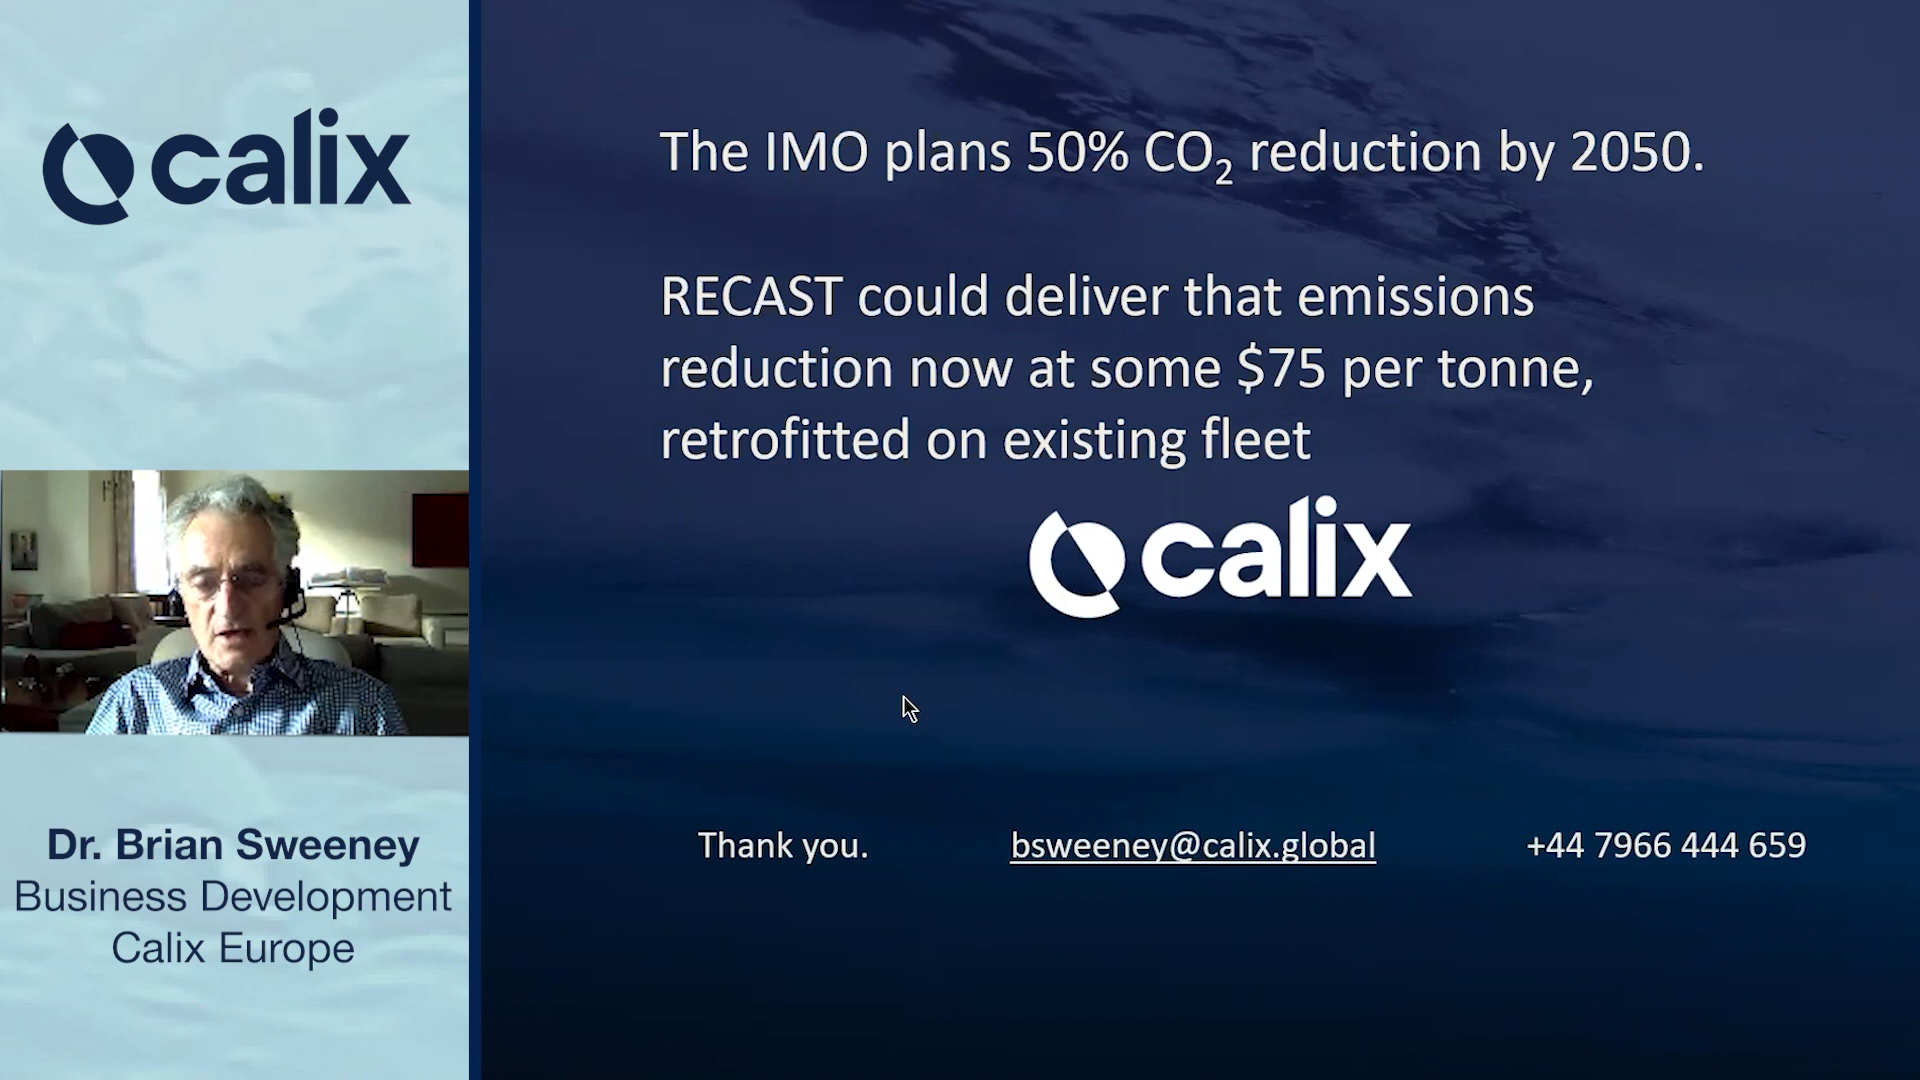 calix
Dr. Brian Sweeney
Business Development
Calix Europe
The IMO plans 50% CO₂ reduction by 2050.
RECAST could deliver that emissions
reduction now at some $75 per tonne,
retrofitted on existing fleet
calix
Thank you.
bsweeney@calix.global
+44 7966 444 659